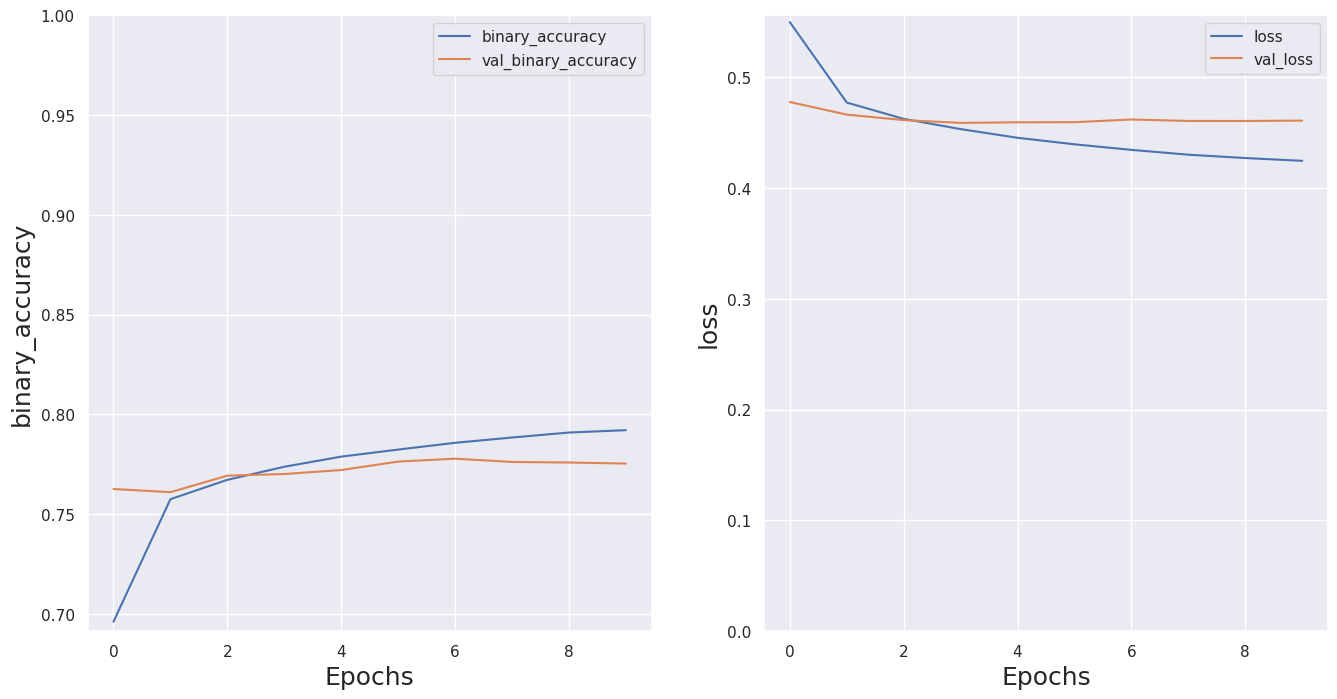 binary_accuracy
val_binary_accuracy
1.00
0.95
0.90
0.85
0.80
0.75
0.70
binary_accuracy
0 2 4 6 8
Epochs
loss
val_loss
0.5
0.4
0.3
0.2
0.1
0.0
loss
0 2 4 6 8
Epochs